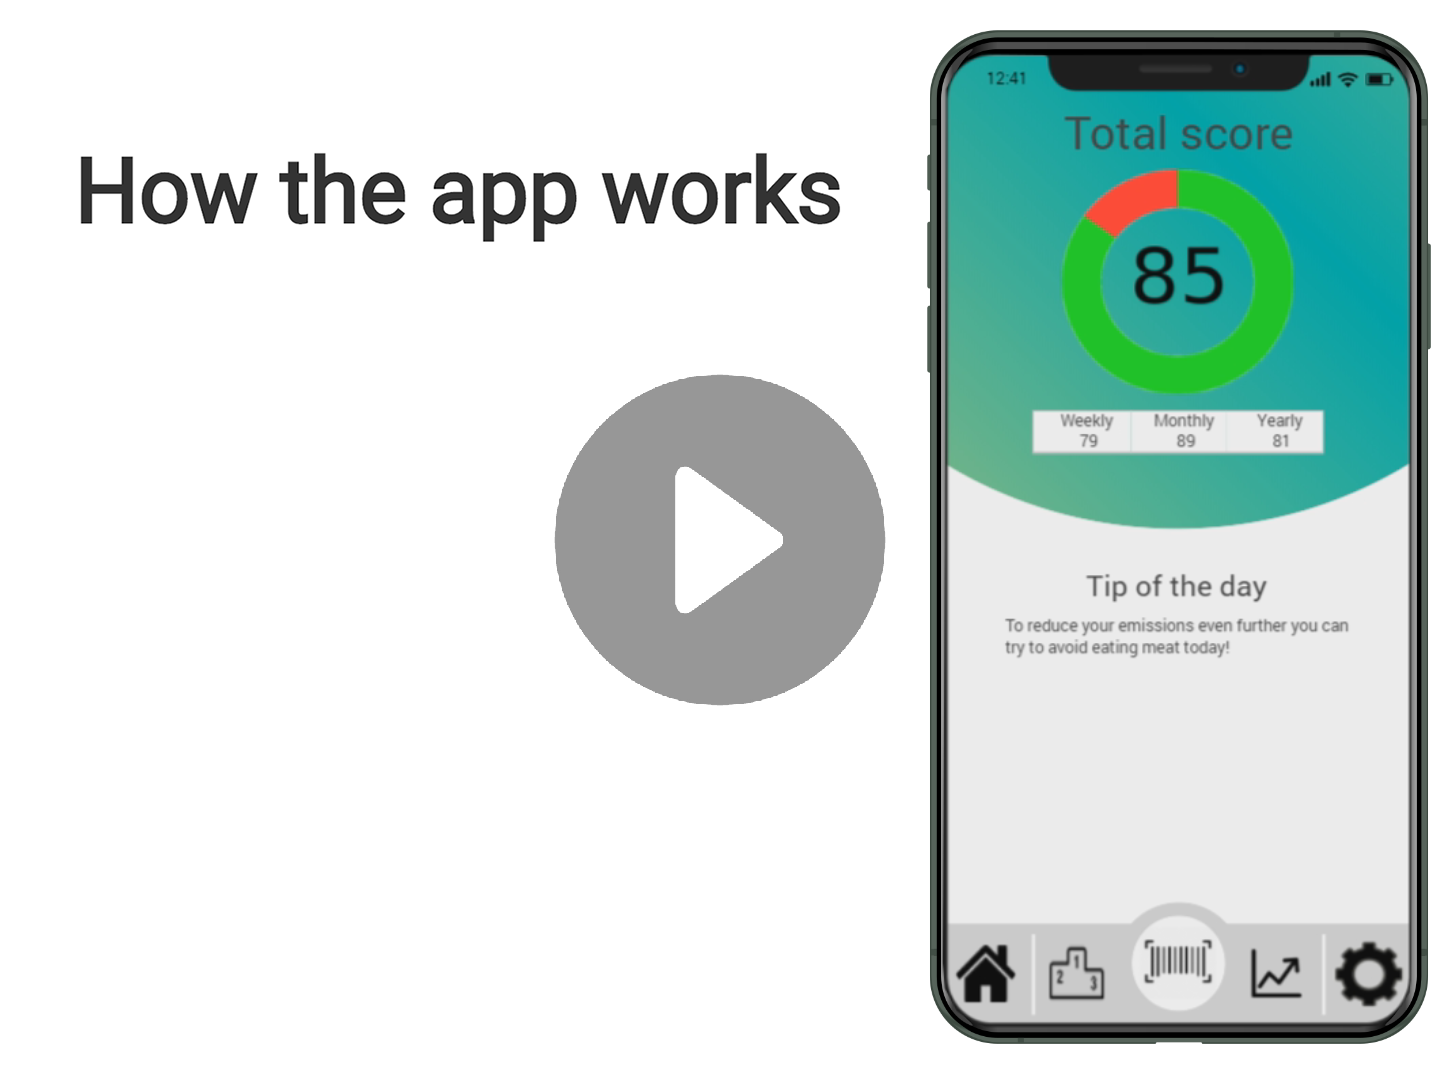 How the app works
12:41
Total score
85
Weekly Monthly Yearly
79 89 81
Tip of the day
To reduce your emissions even further you can
try to avoid eating meat today!
1
2 3